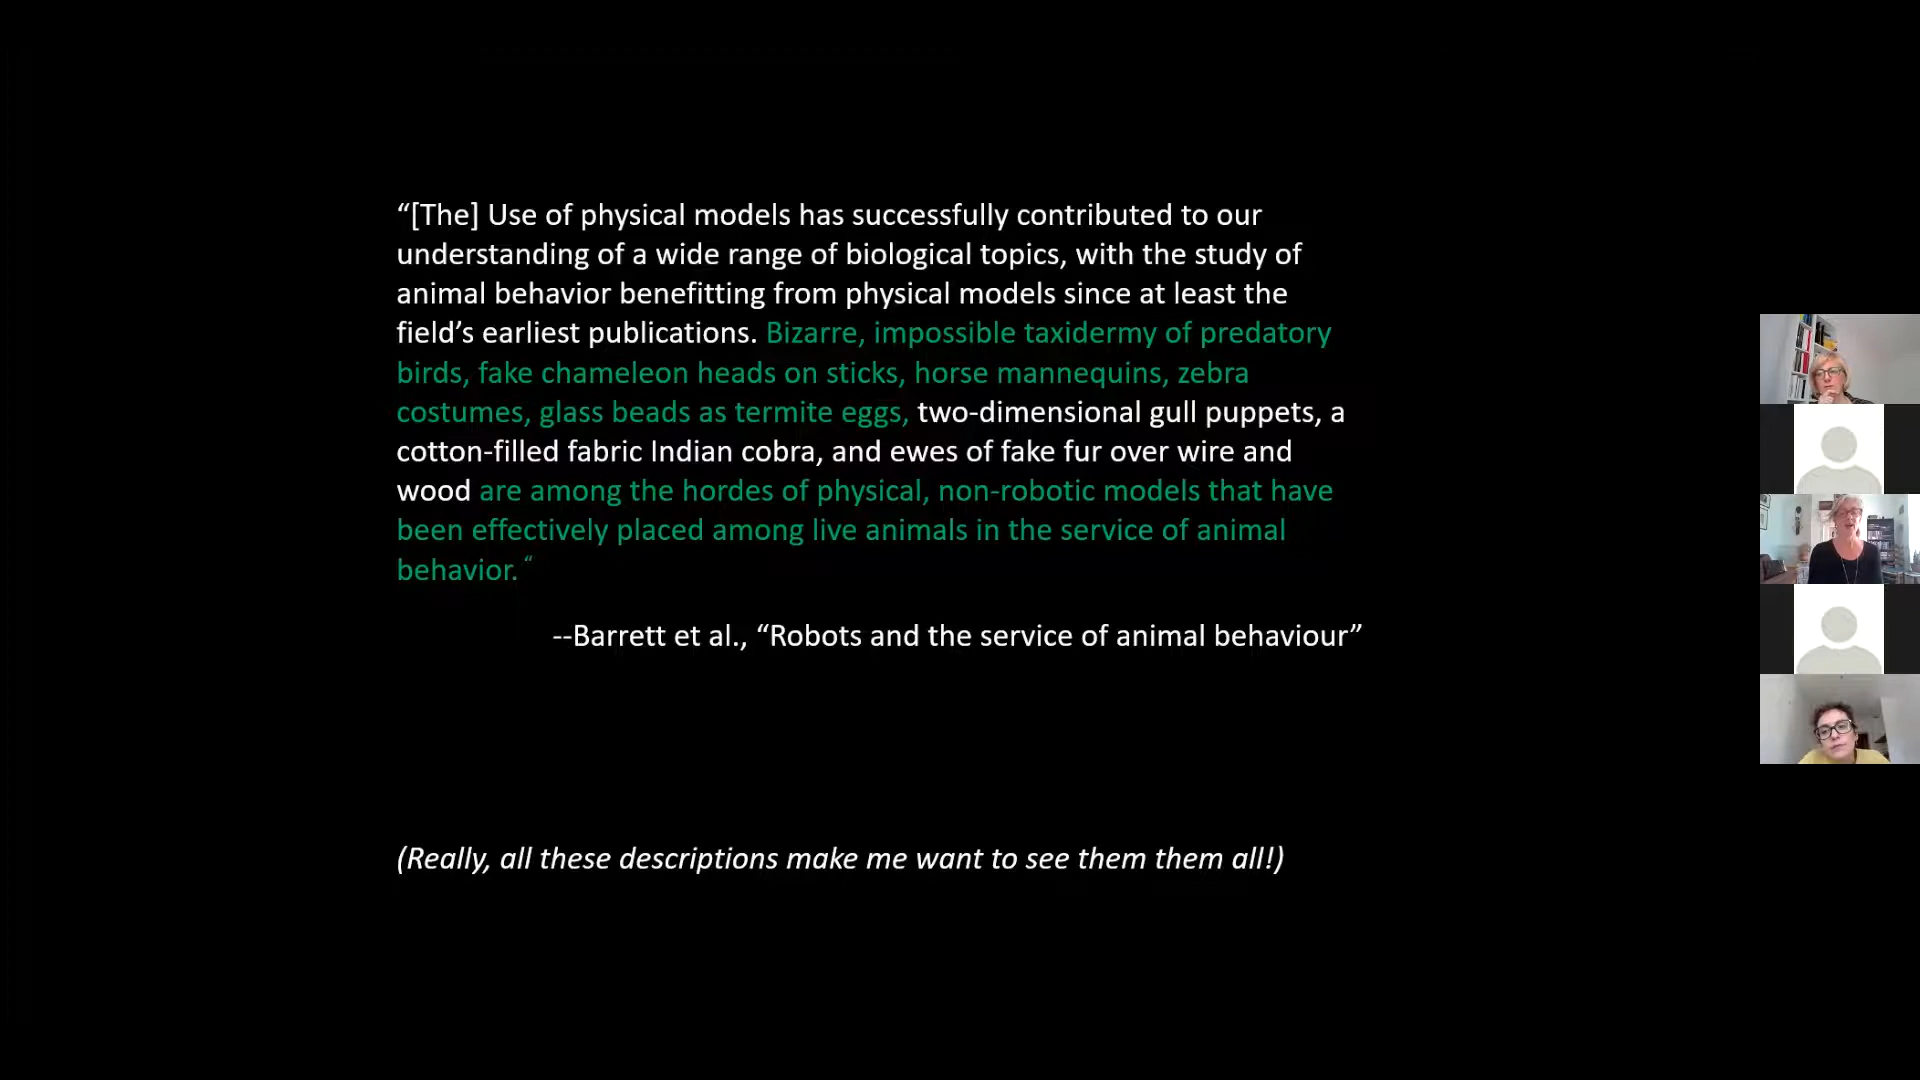 “[The] Use of physical models has successfully contributed to our
understanding of a wide range of biological topics, with the study of
animal behavior benefitting from physical models since at least the
field’s earliest publications. Bizarre, impossible taxidermy of predatory
birds, fake chameleon heads on sticks, horse mannequins, zebra
costumes, glass beads as termite eggs, two-dimensional gull puppets, a
cotton-filled fabric Indian cobra, and ewes of fake fur over wire and
wood are among the hordes of physical, non-robotic models that have
been effectively placed among live animals in the service of animal
behavior. “
--Barrett et al., “Robots and the service of animal behaviour”
(Really, all these descriptions make me want to see them them all!)